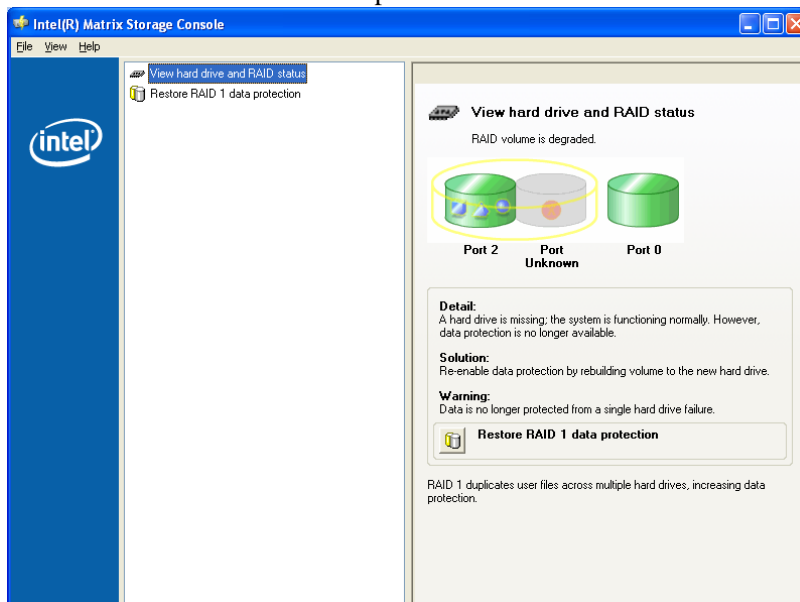 Intel(R) Matrix Storage Console
File View Help
View hard drive and RAID status
Restore RAID 1 data protection
intel
View hard drive and RAID status
RAID volume is degraded.
Port 2 Port Unknown Port 0
Detail:
A hard drive is missing; the system is functioning normally. However,
data protection is no longer available.
Solution:
Re-enable data protection by rebuilding volume to the new hard drive.
Warning:
Data is no longer protected from a single hard drive failure.
Restore RAID 1 data protection
RAID 1 duplicates user files across multiple hard drives, increasing data
protection.